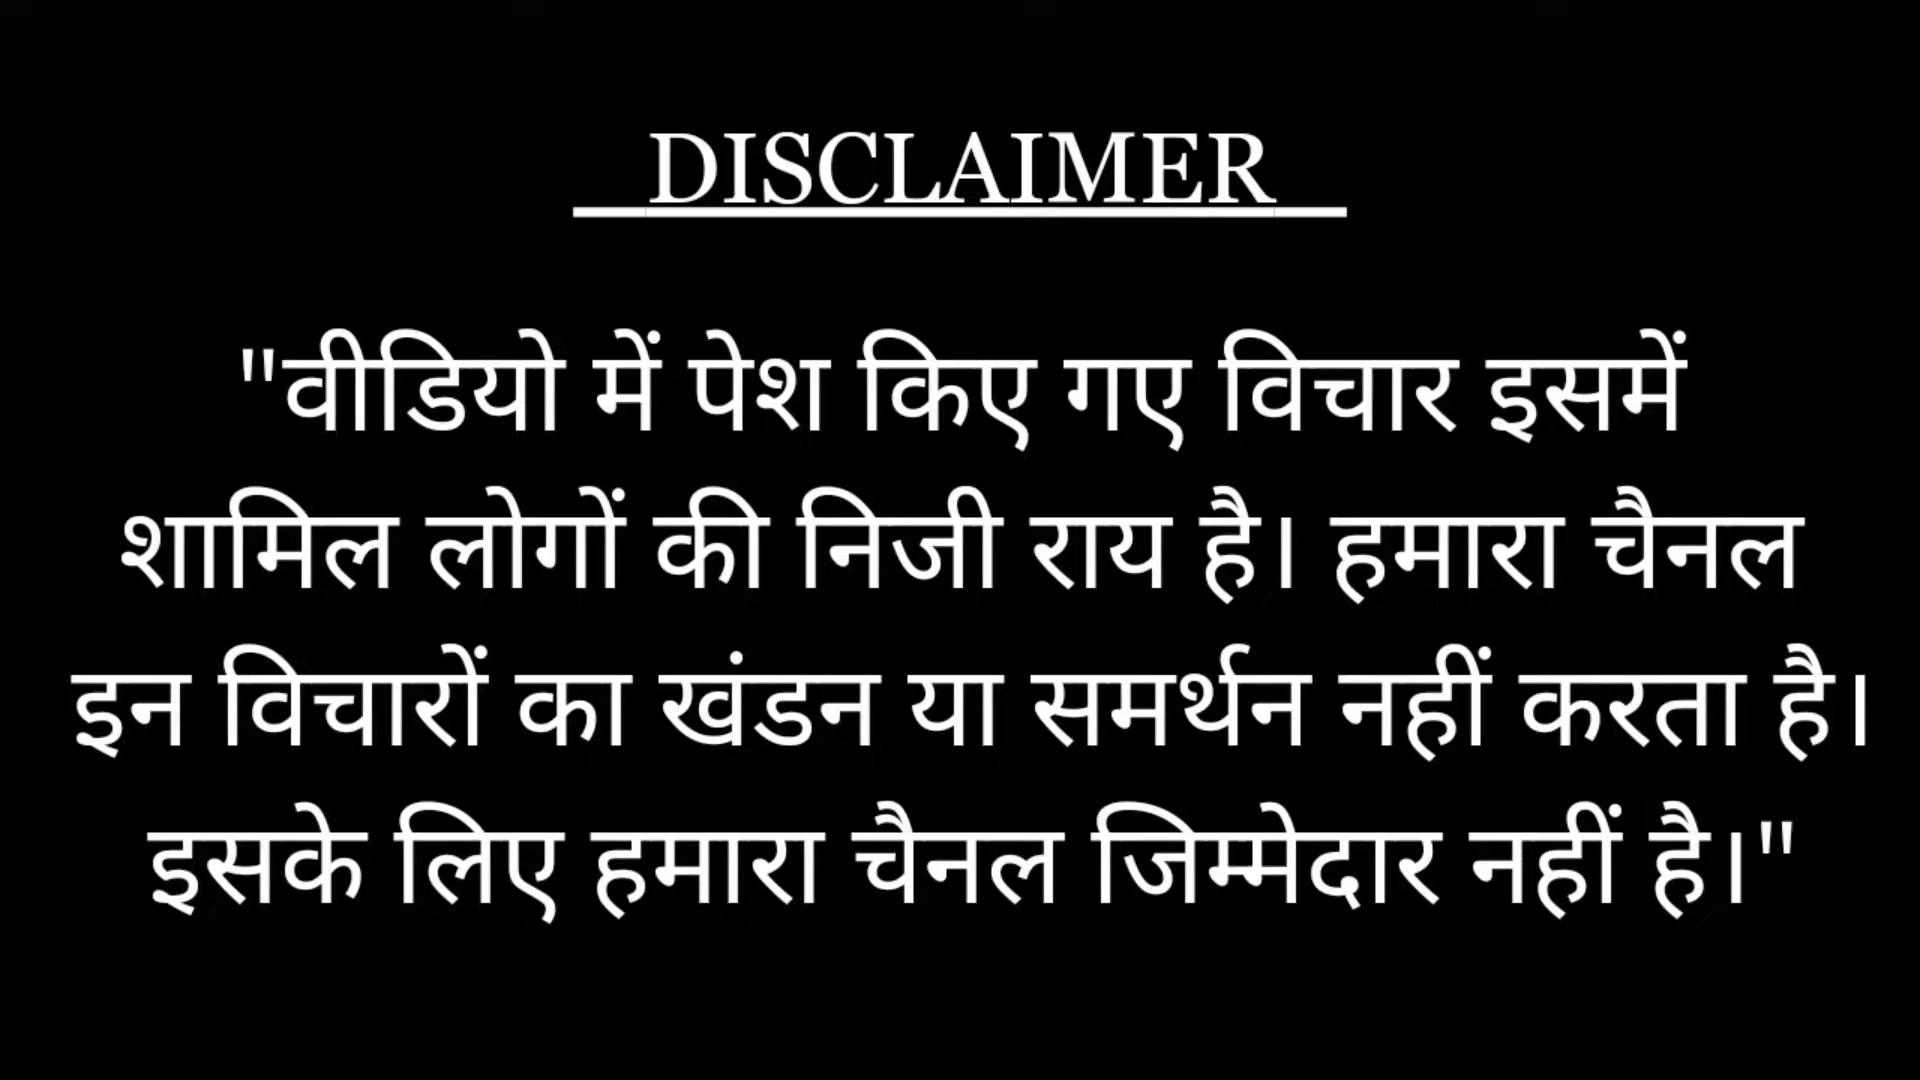 DISCLAIMER
"वीडियो में पेश किए गए विचार इसमें
शामिल लोगों की निजी राय है। हमारा चैनल
इन विचारों का खंडन या समर्थन नहीं करता है।
इसके लिए हमारा चैनल जिम्मेदार नहीं है।"